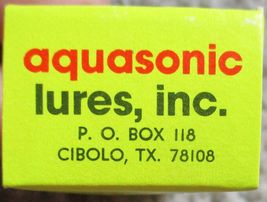 aquasonic
lures, inc.
P. O. BOX 118
CIBOLO, TX. 78108